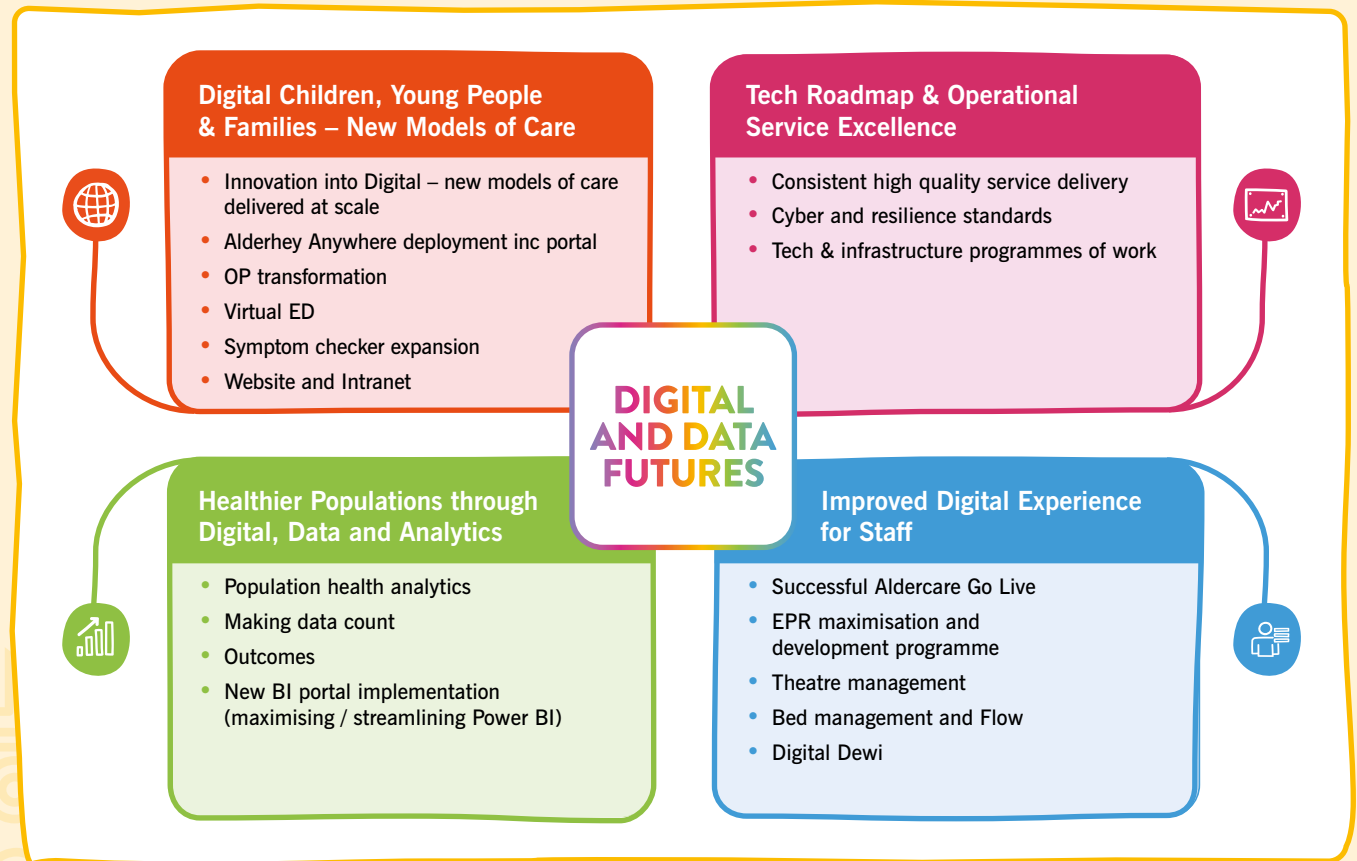 Digital Children, Young People
& Families – New Models of Care
• Innovation into Digital – new models of care
delivered at scale
• Alderhey Anywhere deployment inc portal
• OP transformation
• Virtual ED
• Symptom checker expansion
• Website and Intranet
Tech Roadmap & Operational
Service Excellence
• Consistent high quality service delivery
• Cyber and resilience standards
• Tech & infrastructure programmes of work
DIGITAL
AND DATA
FUTURES
Healthier Populations through
Digital, Data and Analytics
• Population health analytics
• Making data count
• Outcomes
• New BI portal implementation
(maximising / streamlining Power BI)
Improved Digital Experience
for Staff
• Successful Aldercare Go Live
• EPR maximisation and
development programme
• Theatre management
• Bed management and Flow
• Digital Dewi